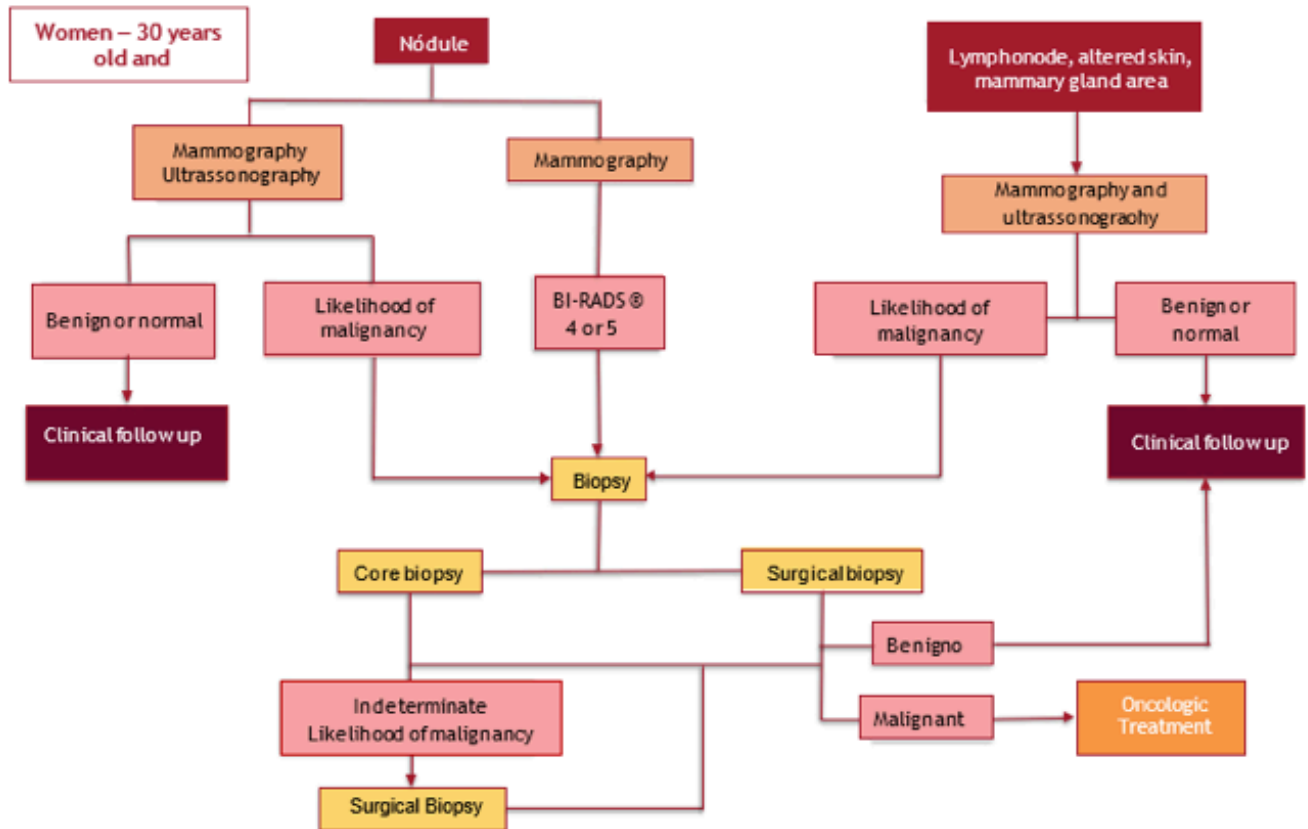 Women – 30 years
old and
Nódule
Lymphonode, altered skin,
mammary gland area
Mammography
Ultrassonography
Mammography
Mammography and
ultrassonograohy
Benign or normal
Likelihood of
malignancy
BI-RADS ®
4 or 5
Likelihood of
malignancy
Benign or
normal
Clinical follow up
Clinical follow up
Biopsy
Core biopsy
Surgical biopsy
Benigno
Indeterminate
Likelihood of malignancy
Malignant
Oncologic
Treatment
Surgical Biopsy